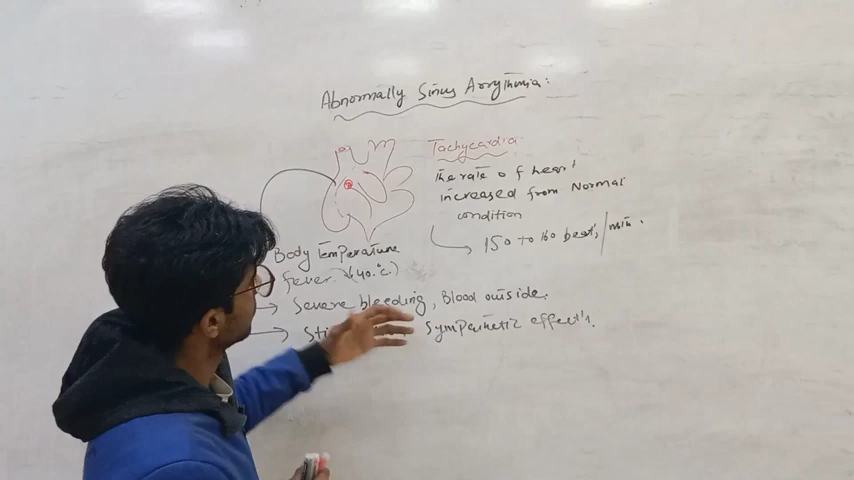 Abnormally Sinus Arrythmia:
Tachycardia
The rate of heart
increased from Normal
condition
150 to 160 beats/min.
Body Temperature
fever (40.°c.)
Severe bleeding, Blood outside.
Sympathetic effect's.